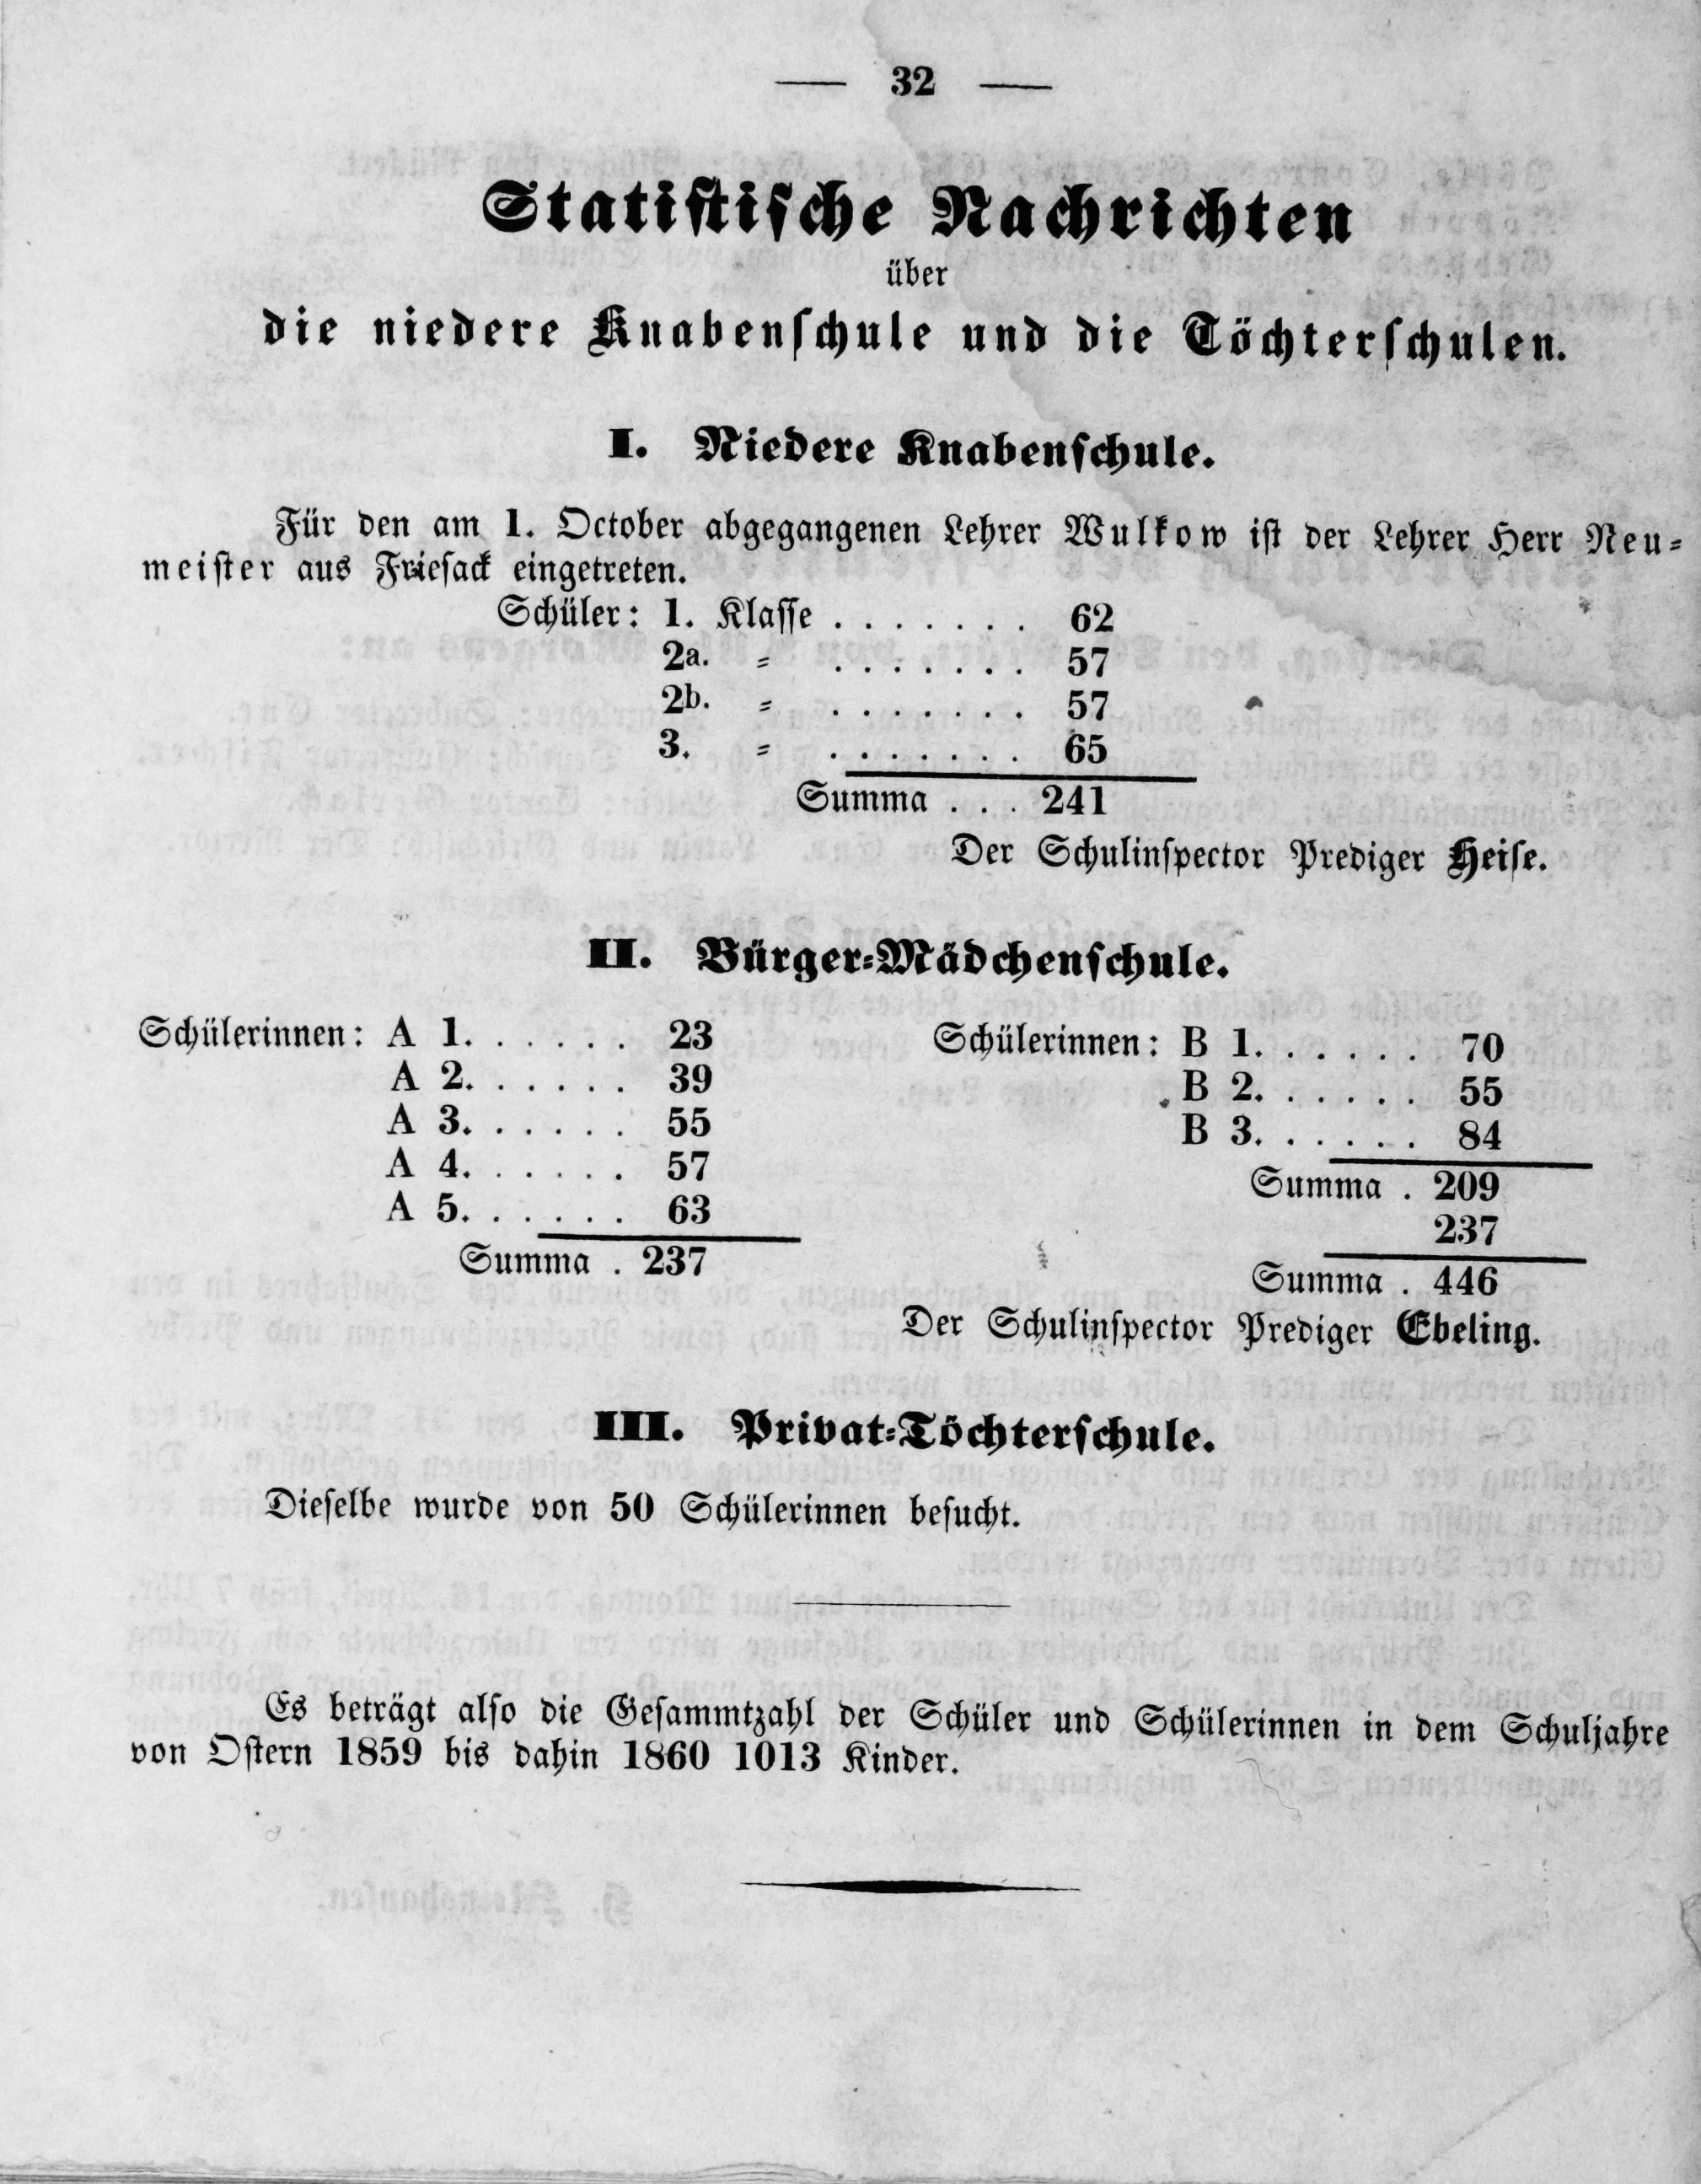 — 32 —
Statistische Nachrichten
über
die niedere Knabenschule und die Töchterschulen.
I. Niedere Knabenschule.
Für den am 1. October abgegangenen Lehrer Wulkow ist der Lehrer Herr Neu-
meister aus Friesack eingetreten.
Schüler: 1. Klasse . . . . . . . 62
2a. = . . . . . . . 57
2b. = . . . . . . . 57
3. = . . . . . . . 65
Summa . . . 241
Der Schulinspector Prediger Heise.
II. Bürger-Mädchenschule.
Schülerinnen: A 1. . . . . . 23
A 2. . . . . . 39
A 3. . . . . . 55
A 4. . . . . . 57
A 5. . . . . . 63
Summa . 237
Schülerinnen: B 1. . . . . . 70
B 2. . . . . . 55
B 3. . . . . . 84
Summa . 209
237
Summa . 446
Der Schulinspector Prediger Ebeling.
III. Privat-Töchterschule.
Dieselbe wurde von 50 Schülerinnen besucht.
Es beträgt also die Gesammtzahl der Schüler und Schülerinnen in dem Schuljahre
von Ostern 1859 bis dahin 1860 1013 Kinder.